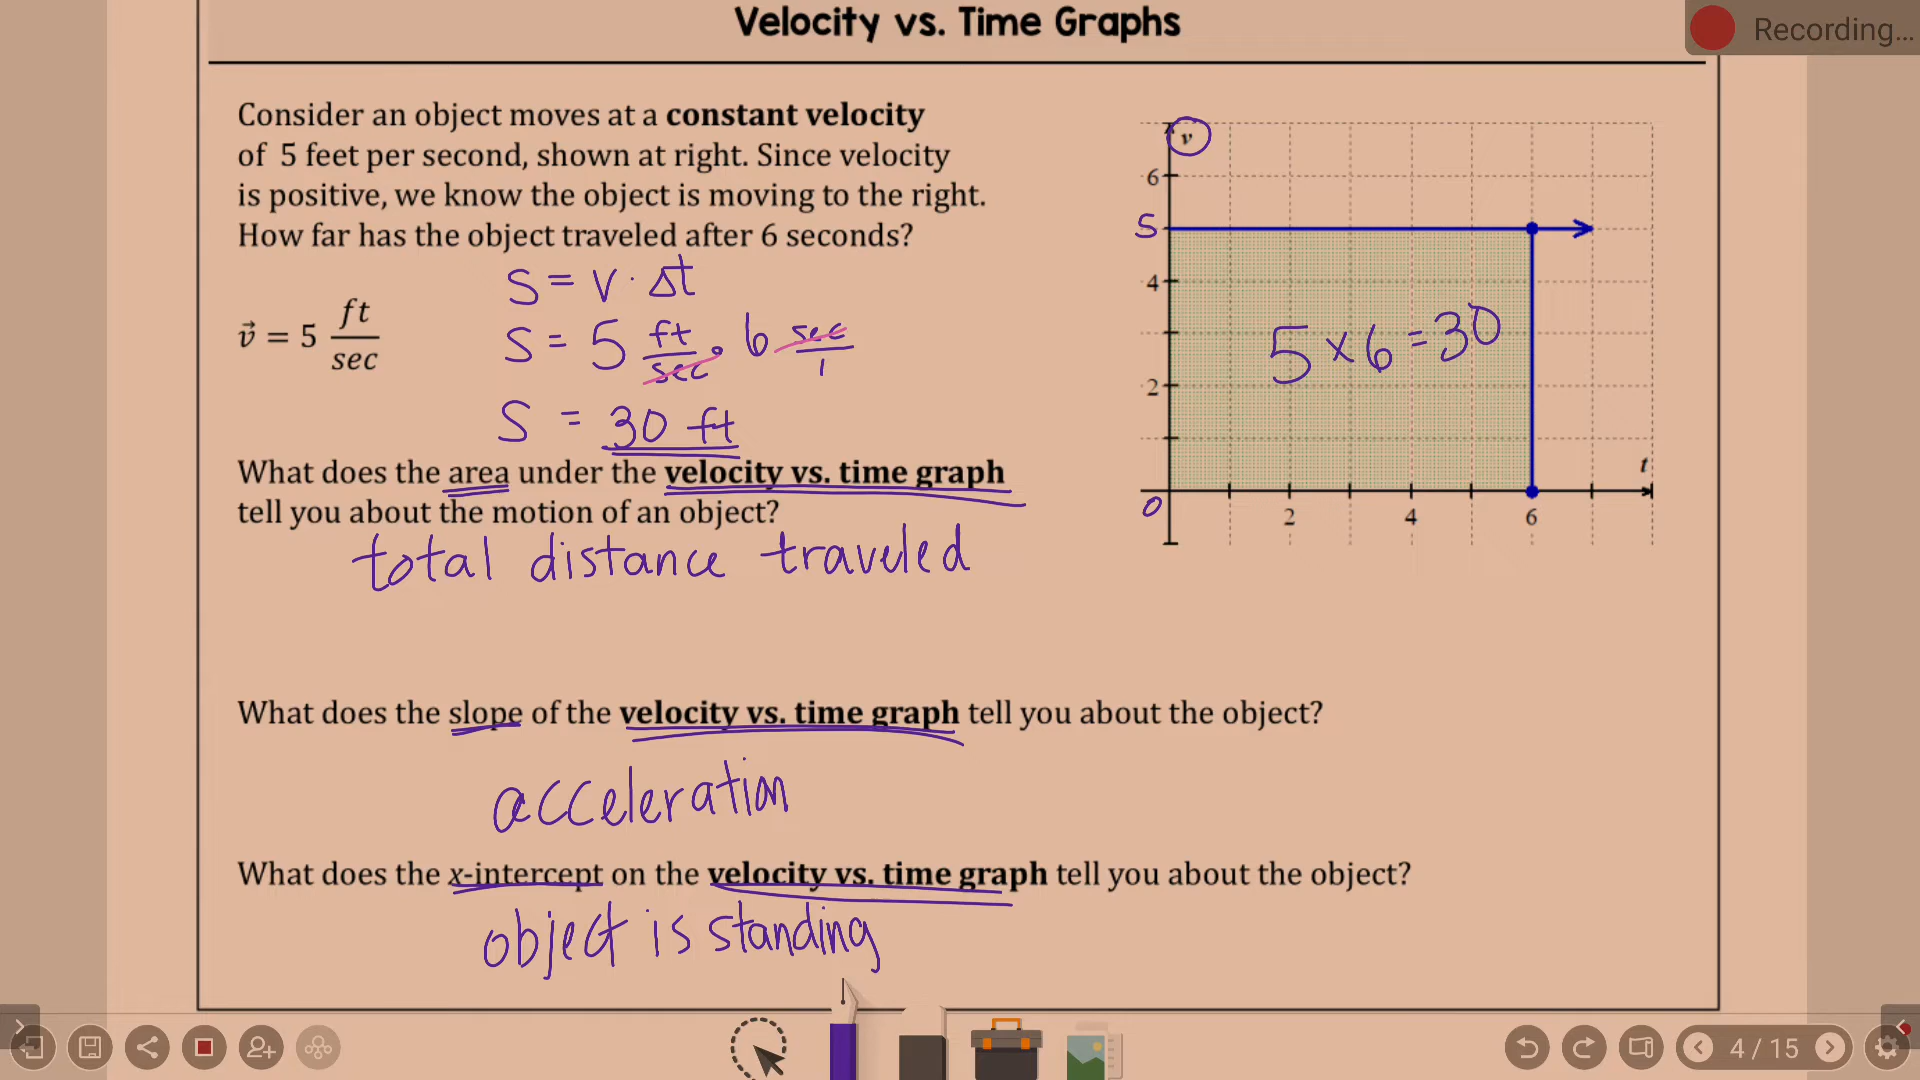 Velocity vs. Time Graphs
Recording...
Consider an object moves at a constant velocity
of 5 feet per second, shown at right. Since velocity
is positive, we know the object is moving to the right.
How far has the object traveled after 6 seconds?
S = v · Δt
v⃗ = 5 ft/sec
S = 5 ft/sec · 6 sec/1
S = 30 ft
v
6
5
4
2
0
2
4
6
t
5 × 6 = 30
What does the area under the velocity vs. time graph
tell you about the motion of an object?
total distance traveled
What does the slope of the velocity vs. time graph tell you about the object?
acceleration
What does the x-intercept on the velocity vs. time graph tell you about the object?
object is standing
4 / 15